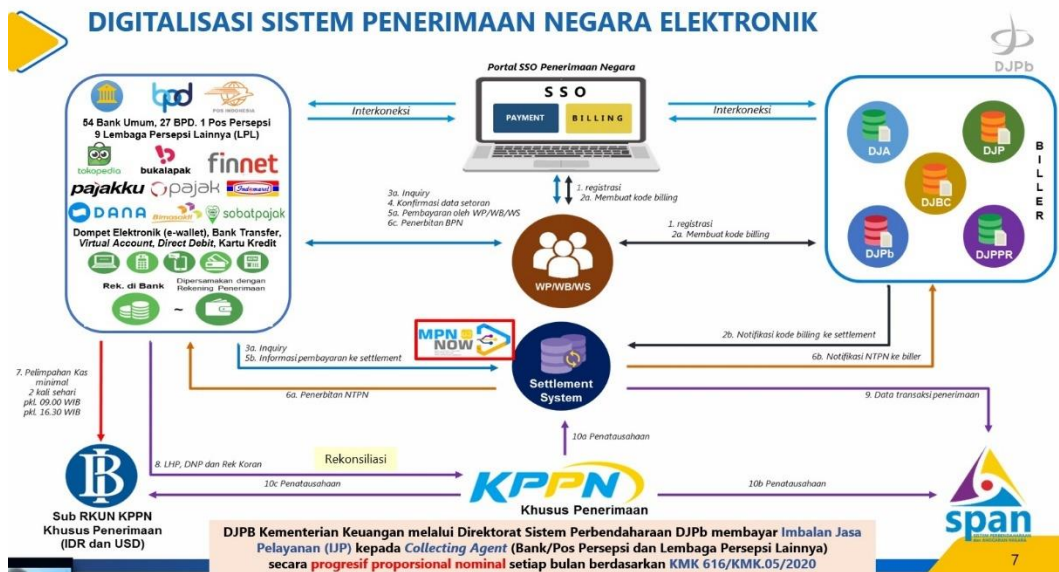 DIGITALISASI SISTEM PENERIMAAN NEGARA ELEKTRONIK
DJPb
Portal SSO Penerimaan Negara
SSO
PAYMENT
BILLING
Interkoneksi
Interkoneksi
bpd
POS INDONESIA
54 Bank Umum, 27 BPD. 1 Pos Persepsi
9 Lembaga Persepsi Lainnya (LPL)
tokopedia
bukalapak
finnet
pajakku
pajak
Indomaret
DANA
Bimasakti
sobatpajak
Dompet Elektronik (e-wallet), Bank Transfer,
Virtual Account, Direct Debit, Kartu Kredit
Rek. di Bank
Dipersamakan dengan
Rekening Penerimaan
~
DJA
DJP
DJBC
DJPb
DJPPR
BILLER
3a. Inquiry
4. Konfirmasi data setoran
5a. Pembayaran oleh WP/WB/WS
6c. Penerbitan BPN
1. registrasi
2a. Membuat kode billing
1. registrasi
2a. Membuat kode billing
WP/WB/WS
MPN
NOW
Settlement
System
3a. Inquiry
5b. Informasi pembayaran ke settlement
2b. Notifikasi kode billing ke settlement
6b. Notifikasi NTPN ke biller
6a. Penerbitan NTPN
9. Data transaksi penerimaan
7. Pelimpahan Kas
minimal
2 kali sehari
pkl. 09.00 WIB
pkl. 16.30 WIB
10a Penatausahaan
8. LHP, DNP dan Rek Koran
Rekonsiliasi
10c Penatausahaan
10b Penatausahaan
KPPN
Khusus Penerimaan
Sub RKUN KPPN
Khusus Penerimaan
(IDR dan USD)
span
SISTEM PERBENDAHARAAN
dan ANGGARAN NEGARA
DJPB Kementerian Keuangan melalui Direktorat Sistem Perbendaharaan DJPb membayar Imbalan Jasa
Pelayanan (IJP) kepada Collecting Agent (Bank/Pos Persepsi dan Lembaga Persepsi Lainnya)
secara progresif proporsional nominal setiap bulan berdasarkan KMK 616/KMK.05/2020
7